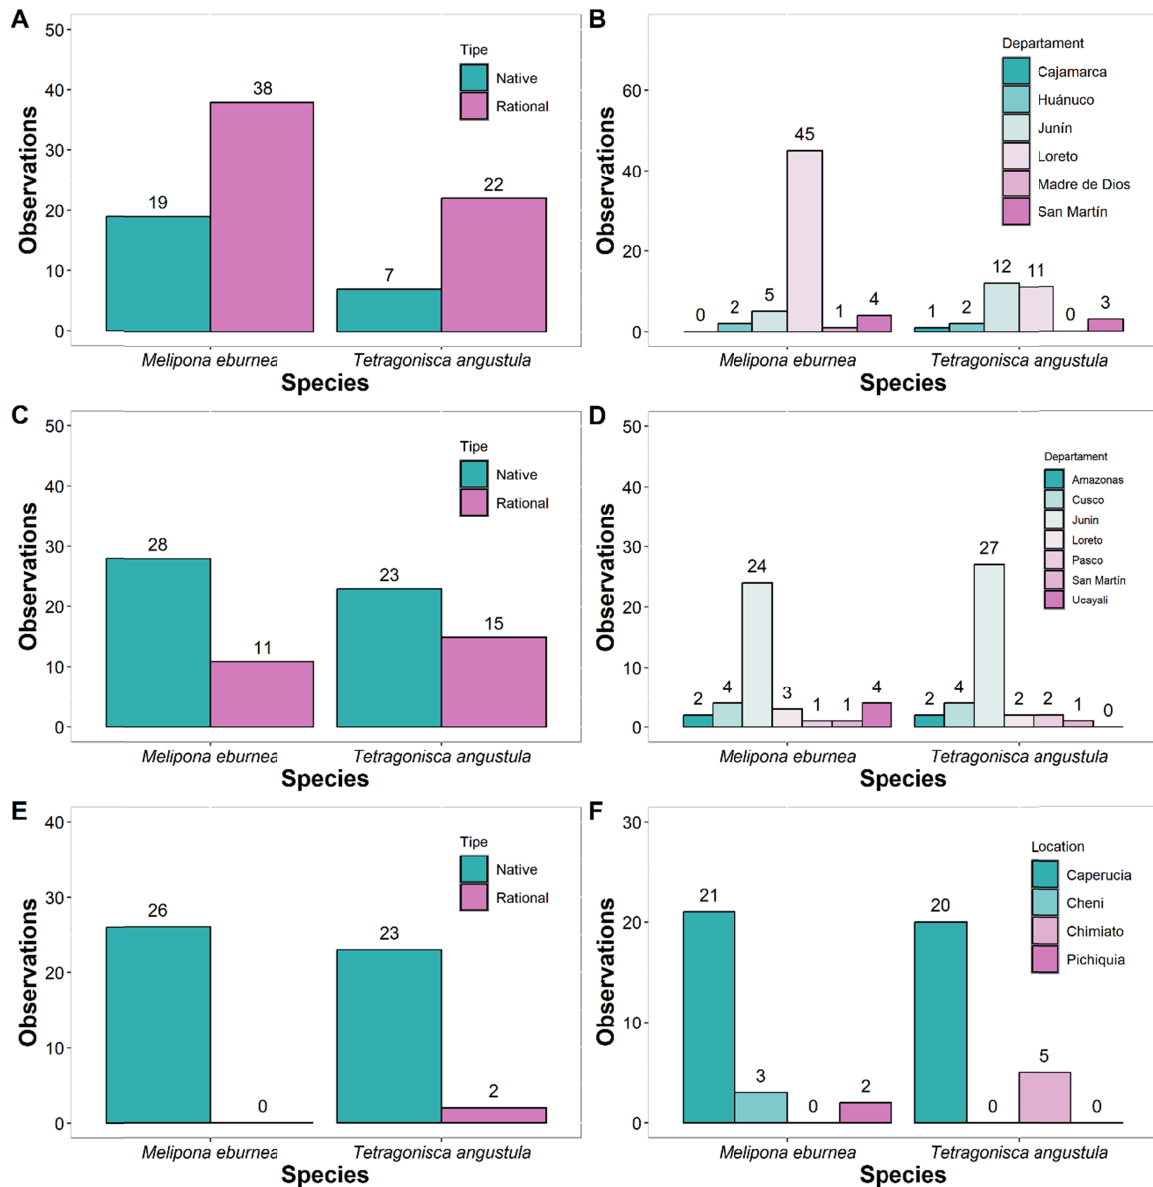 A
50
40
30
20
10
0
Observations
Tipe
Native
Rational
19
38
7
22
Melipona eburnea
Tetragonisca angustula
Species
B
60
40
20
0
Observations
Departament
Cajamarca
Huánuco
Junín
Loreto
Madre de Dios
San Martín
0 2 5 45 1 4
1 2 12 11 0 3
Melipona eburnea
Tetragonisca angustula
Species
C
50
40
30
20
10
0
Observations
Tipe
Native
Rational
28
11
23
15
Melipona eburnea
Tetragonisca angustula
Species
D
50
40
30
20
10
0
Observations
Departament
Amazonas
Cusco
Junín
Loreto
Pasco
San Martín
Ucayali
2 4 24 3 1 1 4
2 4 27 2 2 1 0
Melipona eburnea
Tetragonisca angustula
Species
E
40
30
20
10
0
Observations
Tipe
Native
Rational
26
0
23
2
Melipona eburnea
Tetragonisca angustula
Species
F
30
20
10
0
Observations
Location
Caperucia
Cheni
Chimiato
Pichiquia
21 3 0 2
20 0 5 0
Melipona eburnea
Tetragonisca angustula
Species